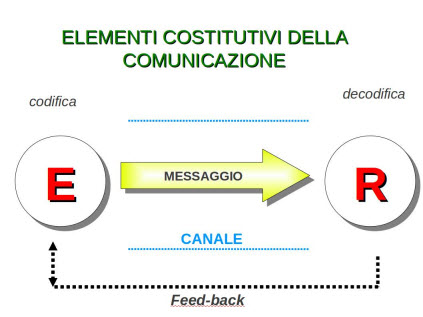 ELEMENTI COSTITUTIVI DELLA
COMUNICAZIONE
codifica
decodifica
E
MESSAGGIO
R
CANALE
Feed-back